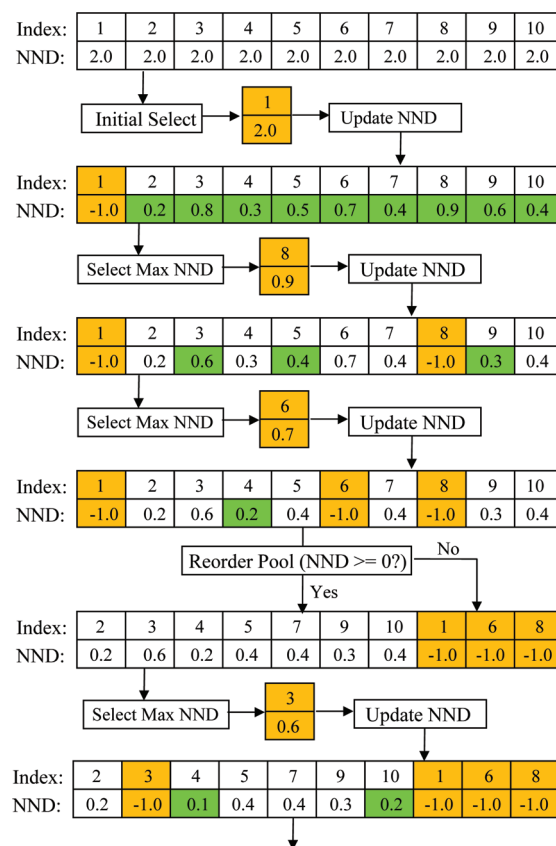 Index: 1 2 3 4 5 6 7 8 9 10
NND: 2.0 2.0 2.0 2.0 2.0 2.0 2.0 2.0 2.0 2.0
1
Initial Select Update NND
2.0
Index: 1 2 3 4 5 6 7 8 9 10
NND: -1.0 0.2 0.8 0.3 0.5 0.7 0.4 0.9 0.6 0.4
8
Select Max NND Update NND
0.9
Index: 1 2 3 4 5 6 7 8 9 10
NND: -1.0 0.2 0.6 0.3 0.4 0.7 0.4 -1.0 0.3 0.4
6
Select Max NND Update NND
0.7
Index: 1 2 3 4 5 6 7 8 9 10
NND: -1.0 0.2 0.6 0.2 0.4 -1.0 0.4 -1.0 0.3 0.4
Reorder Pool (NND >= 0?) No
Yes
Index: 2 3 4 5 7 9 10 1 6 8
NND: 0.2 0.6 0.2 0.4 0.4 0.3 0.4 -1.0 -1.0 -1.0
3
Select Max NND Update NND
0.6
Index: 2 3 4 5 7 9 10 1 6 8
NND: 0.2 -1.0 0.1 0.4 0.4 0.3 0.2 -1.0 -1.0 -1.0